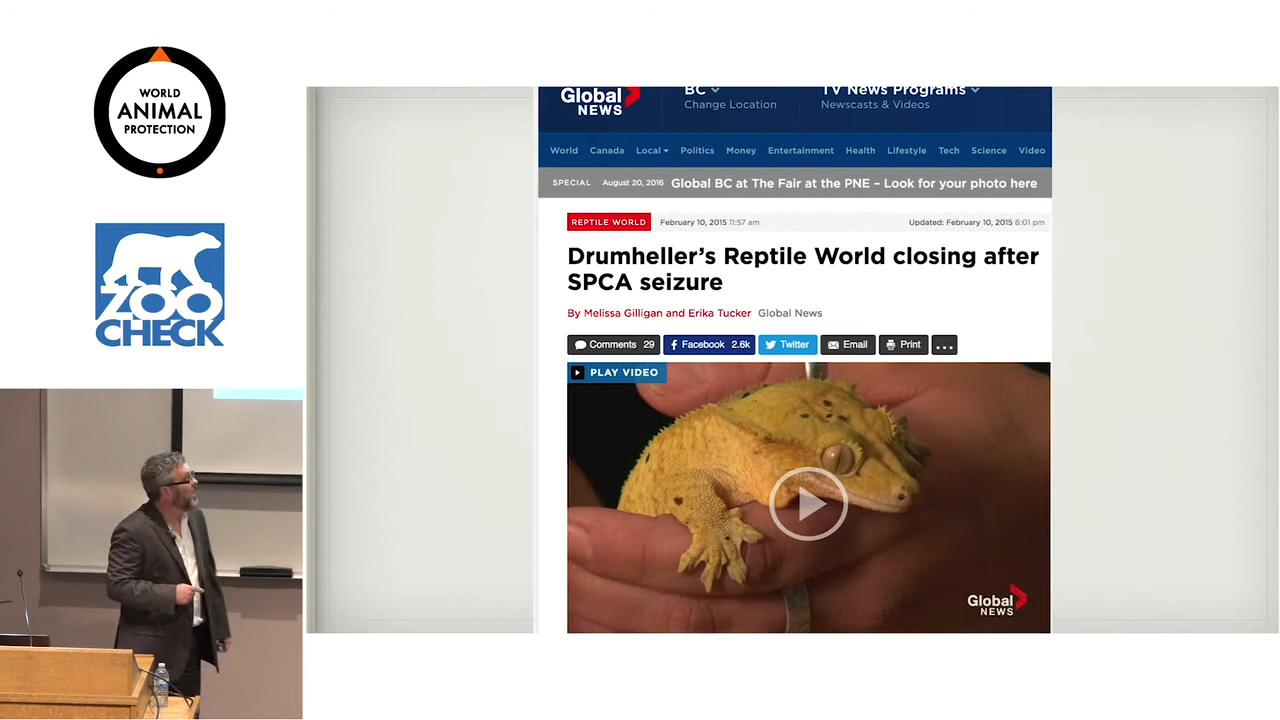 WORLD
ANIMAL
PROTECTION
ZOO
CHECK
Global
NEWS
BC
Change Location
TV News Programs
Newscasts & Videos
World Canada Local Politics Money Entertainment Health Lifestyle Tech Science Video
SPECIAL August 20, 2016 Global BC at The Fair at the PNE – Look for your photo here
REPTILE WORLD February 10, 2015 11:57 am Updated: February 10, 2015 6:01 pm
Drumheller's Reptile World closing after
SPCA seizure
By Melissa Gilligan and Erika Tucker Global News
Comments 29 Facebook 2.6k Twitter Email Print ...
PLAY VIDEO
Global
NEWS